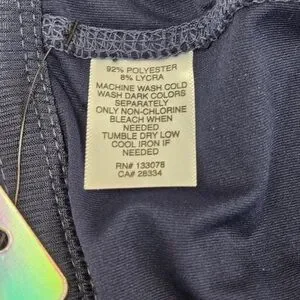 92% POLYESTER
8% LYCRA
MACHINE WASH COLD
WASH DARK COLORS
SEPARATELY
ONLY NON-CHLORINE
BLEACH WHEN
NEEDED
TUMBLE DRY LOW
COOL IRON IF
NEEDED
RN# 133078
CA# 28334